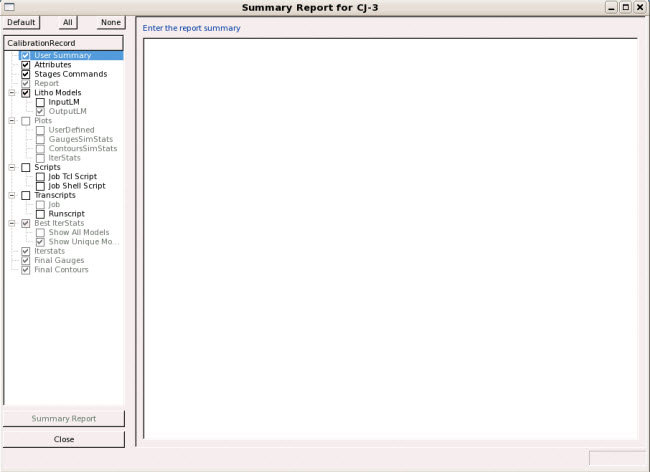 Summary Report for CJ-3
Default All None
Enter the report summary
CalibrationRecord
User Summary
Attributes
Stages Commands
Report
Litho Models
InputLM
OutputLM
Plots
UserDefined
GaugesSimStats
ContoursSimStats
IterStats
Scripts
Job Tcl Script
Job Shell Script
Transcripts
Job
Runscript
Best IterStats
Show All Models
Show Unique Mo...
Iterstats
Final Gauges
Final Contours
Summary Report
Close